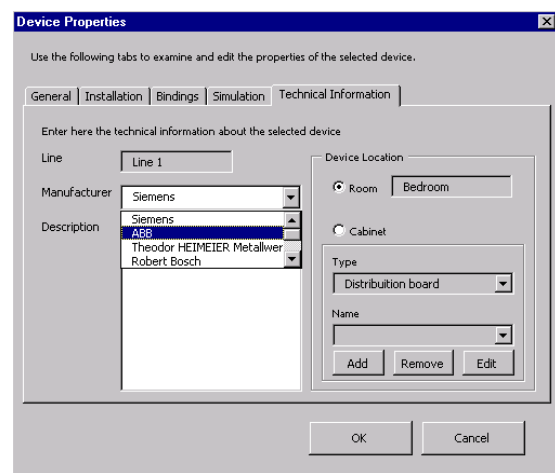 Device Properties
Use the following tabs to examine and edit the properties of the selected device.
General Installation Bindings Simulation Technical Information
Enter here the technical information about the selected device
Line
Line 1
Manufacturer
Siemens
Siemens
ABB
Theodor HEIMEIER Metallwer
Robert Bosch
Description
Device Location
Room
Bedroom
Cabinet
Type
Distribuition board
Name
Add Remove Edit
OK Cancel